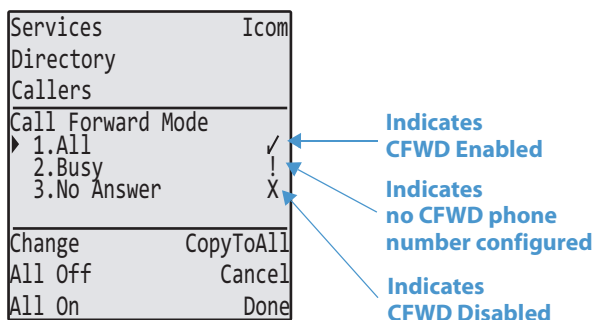 Services Icom
Directory
Callers
Call Forward Mode
1.All ✓
2.Busy !
3.No Answer X
Change CopyToAll
All Off Cancel
All On Done
Indicates
CFWD Enabled
Indicates
no CFWD phone
number configured
Indicates
CFWD Disabled